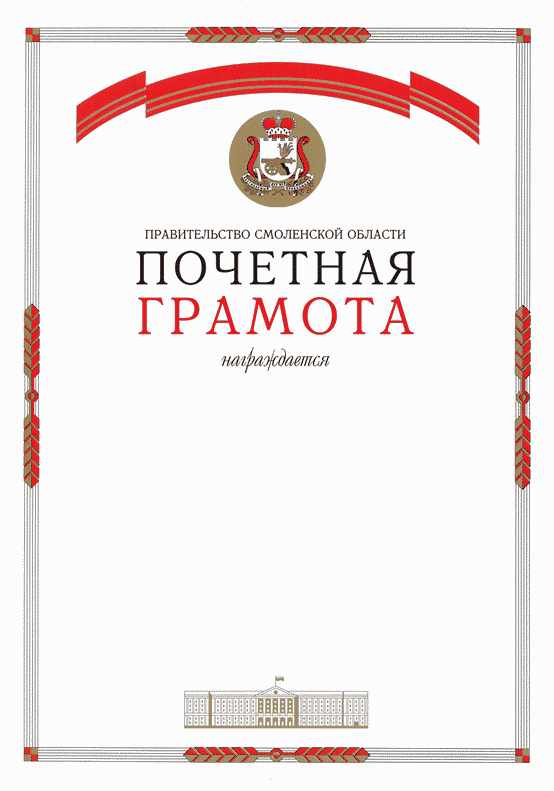 ПРАВИТЕЛЬСТВО СМОЛЕНСКОЙ ОБЛАСТИ
ПОЧЕТНАЯ
ГРАМОТА
награждается